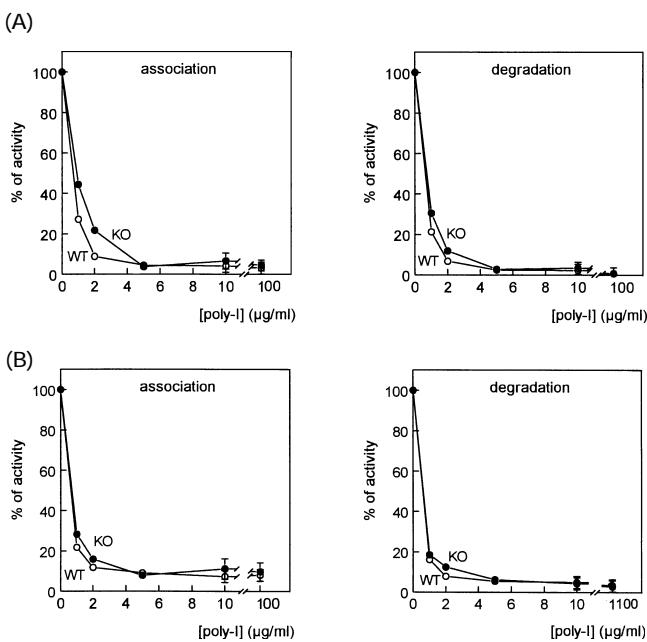 (A)
association
degradation
100
80
60
40
20
0
% of activity
KO
WT
0 2 4 6 8 10 100
[poly-I] (µg/ml)
100
80
60
40
20
0
% of activity
KO
WT
0 2 4 6 8 10 100
[poly-I] (µg/ml)
(B)
association
degradation
100
80
60
40
20
0
% of activity
KO
WT
0 2 4 6 8 10 100
[poly-I] (µg/ml)
100
80
60
40
20
0
% of activity
KO
WT
0 2 4 6 8 10 1100
[poly-I] (µg/ml)